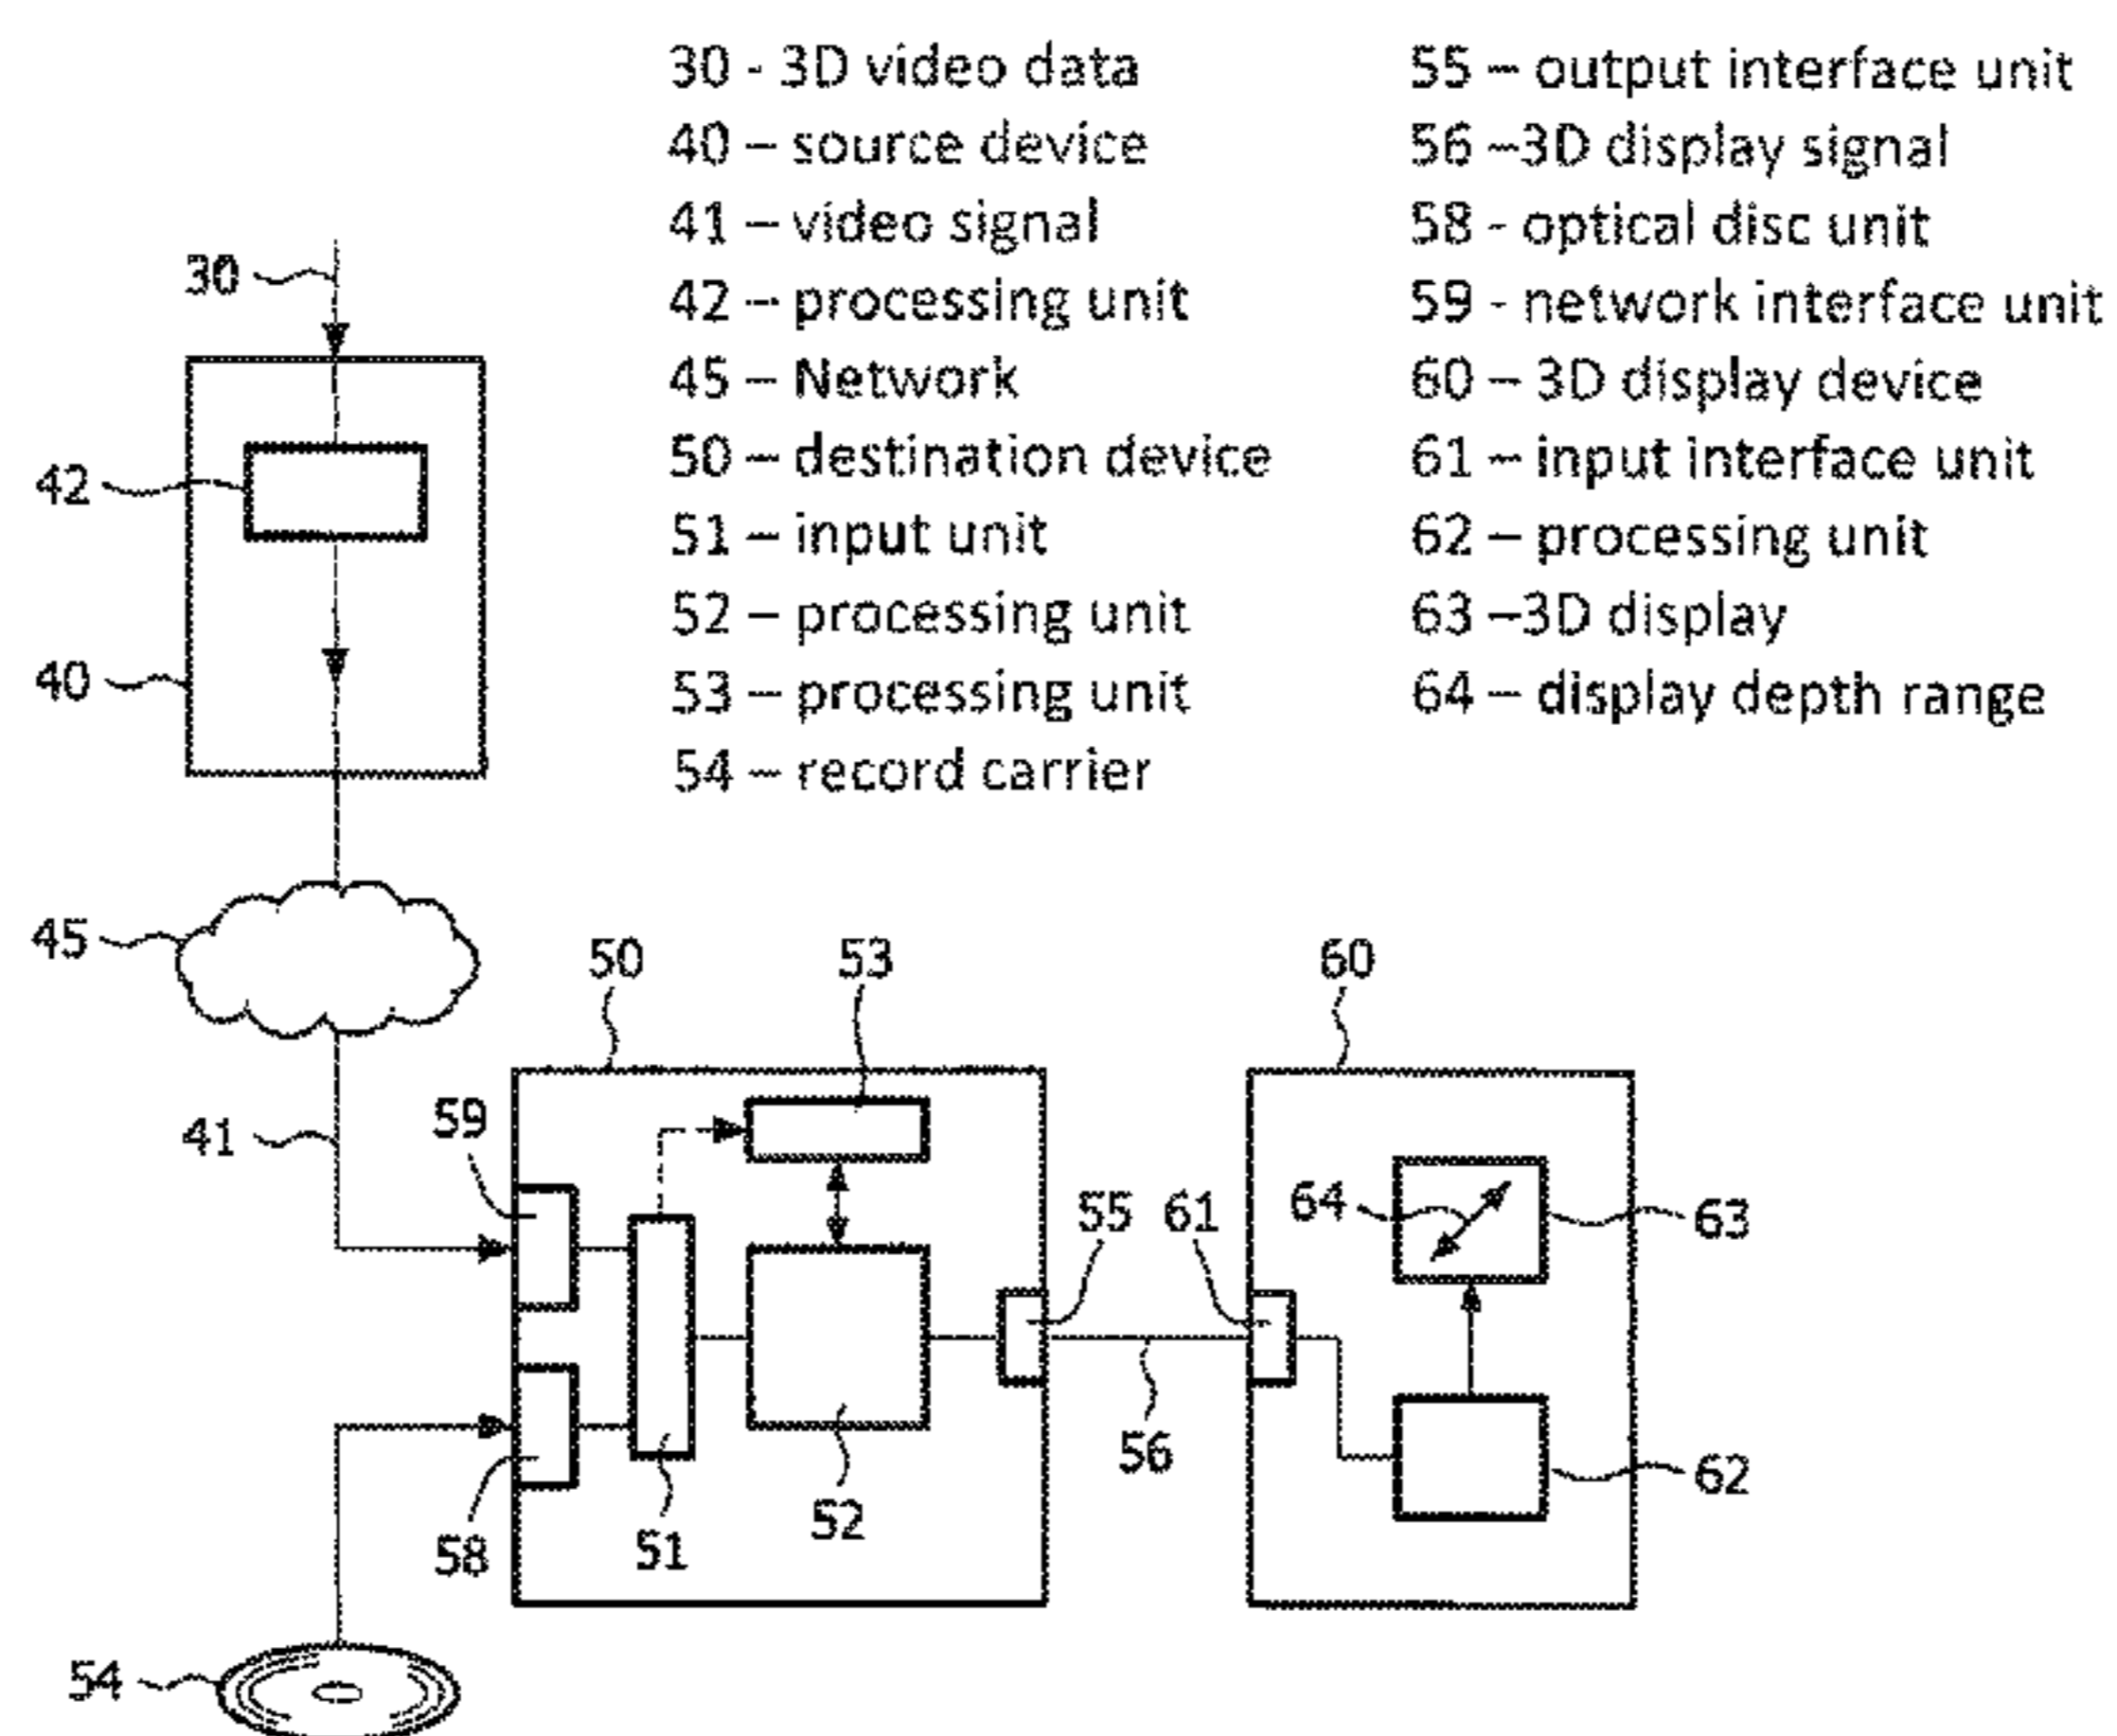 30 - 3D video data
40 – source device
41 – video signal
42 – processing unit
45 – Network
50 – destination device
51 – input unit
52 – processing unit
53 – processing unit
54 – record carrier
55 – output interface unit
56 –3D display signal
58 - optical disc unit
59 - network interface unit
60 – 3D display device
61 – input interface unit
62 – processing unit
63 –3D display
64 – display depth range
30
42
40
45
50
53
60
41
59
55
61
64
63
56
62
58
51
52
54